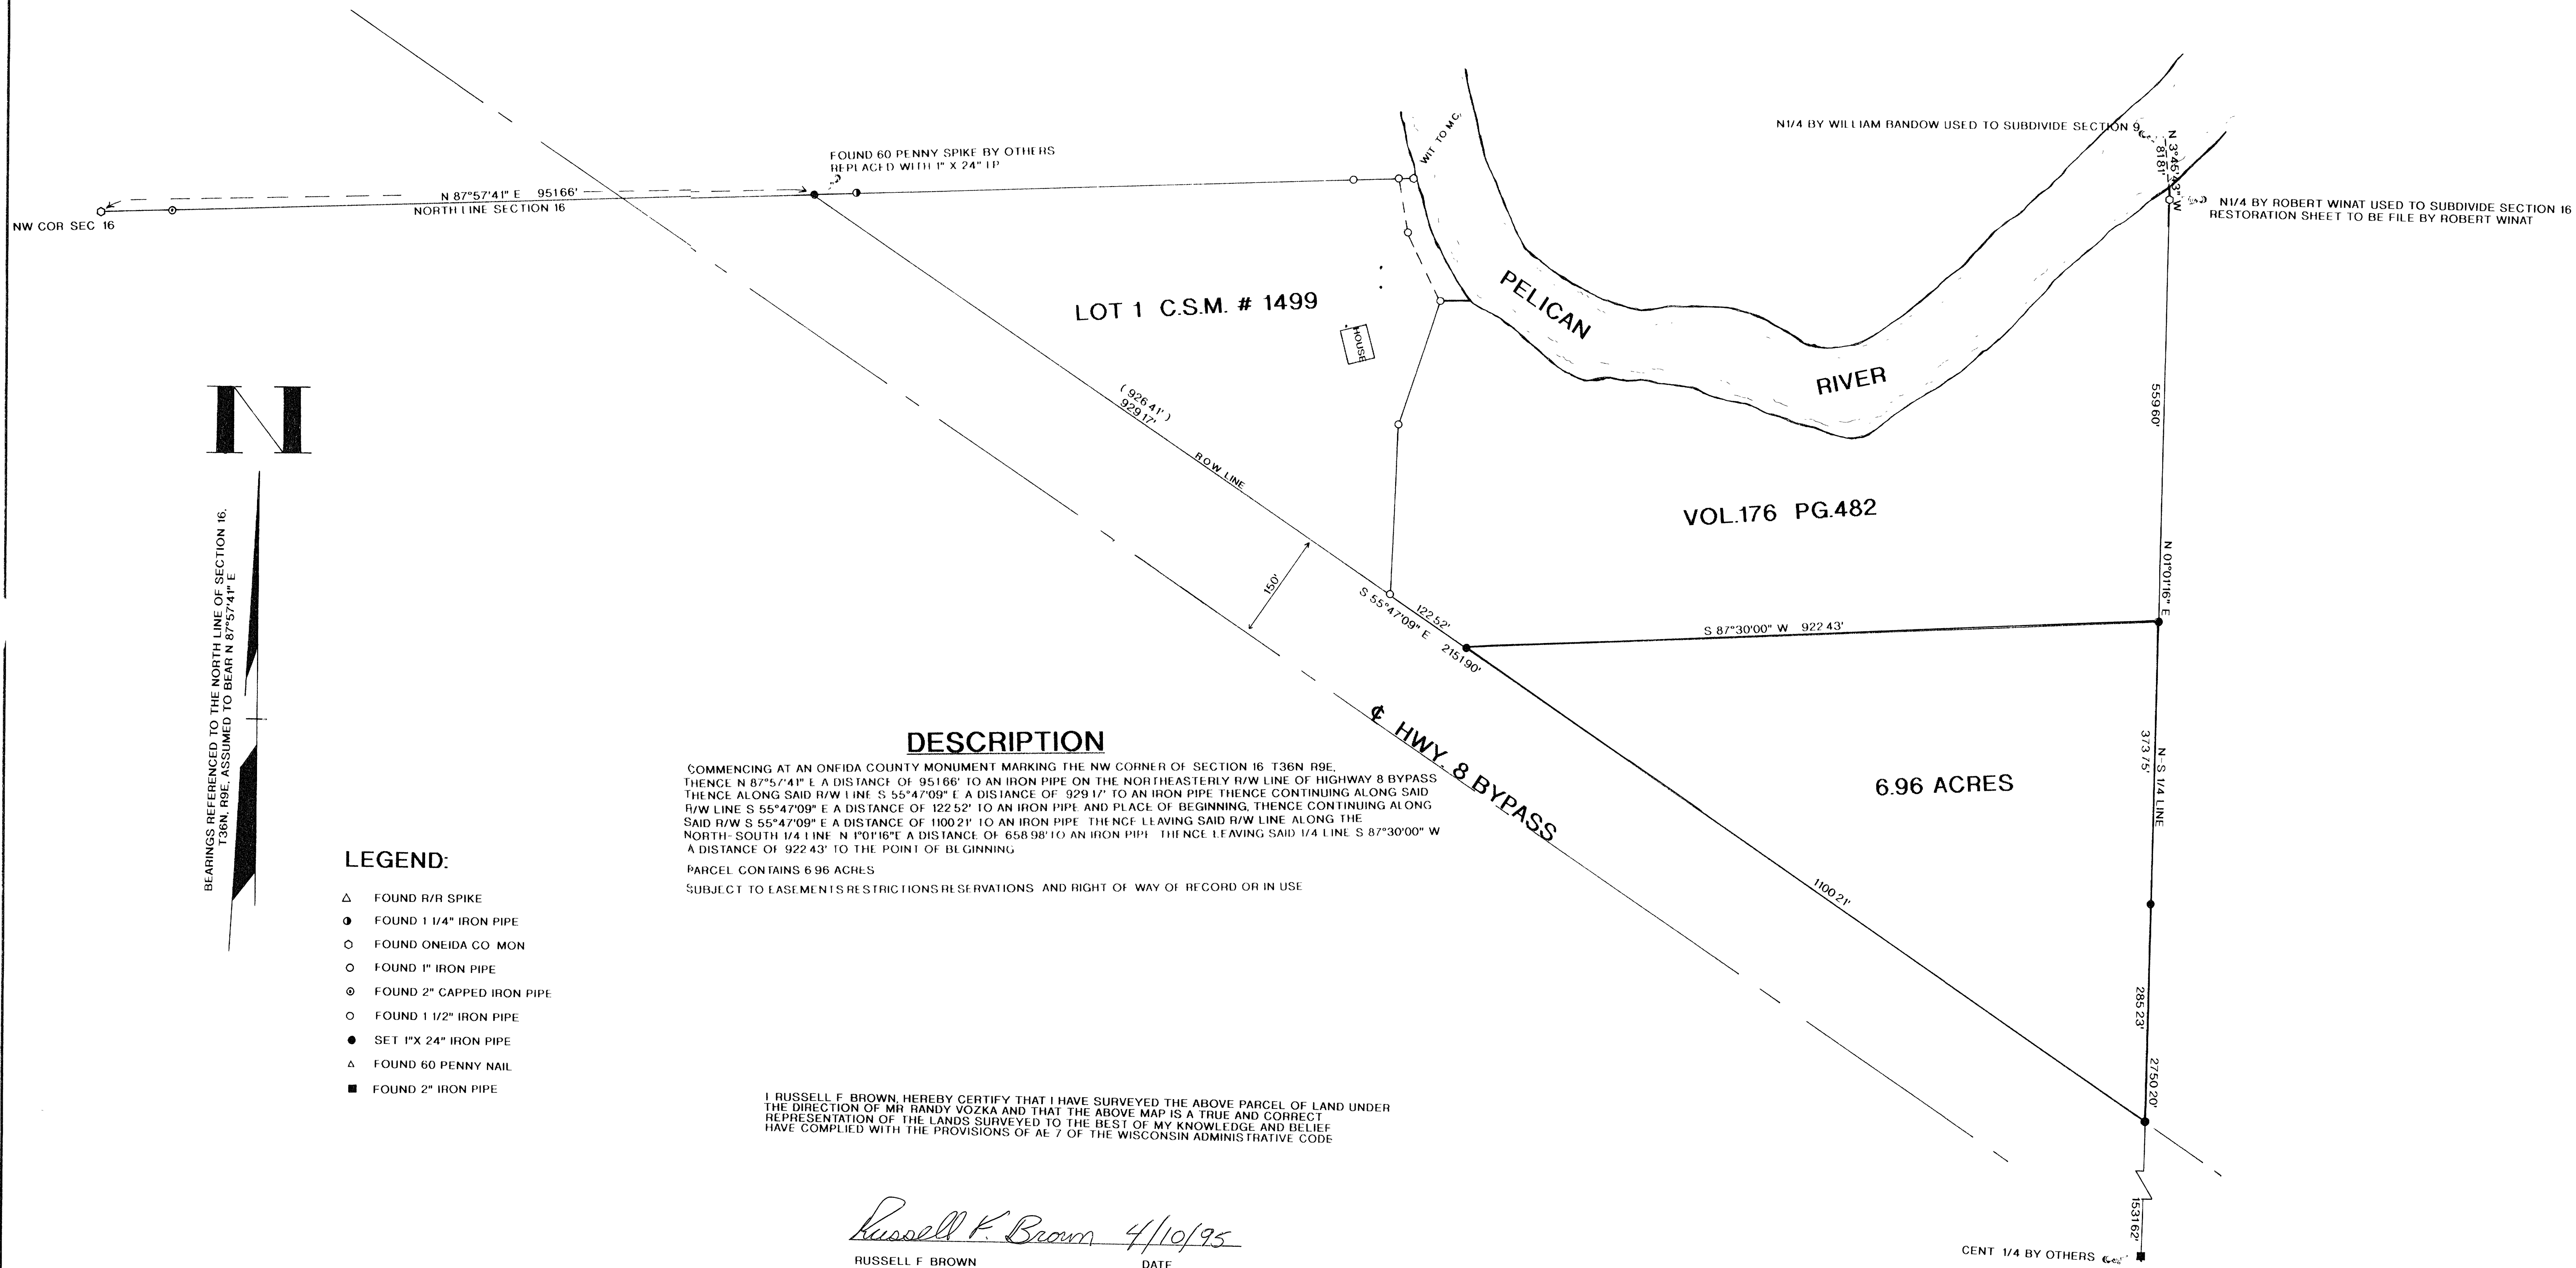 N1/4 BY WILLIAM RANDOW USED TO SUBDIVIDE SECTION 9
N 3°45'43" W
81.81'
WIT TO M.C.
FOUND 60 PENNY SPIKE BY OTHERS
REPLACED WITH 1" X 24" I.P
N 87°57'41" E 951.66'
NORTH LINE SECTION 16
NW COR SEC 16
N1/4 BY ROBERT WINAT USED TO SUBDIVIDE SECTION 16
RESTORATION SHEET TO BE FILE BY ROBERT WINAT
LOT 1 C.S.M. # 1499
HOUSE
PELICAN
RIVER
N
( 926.41' )
929.17'
ROW LINE
559.60'
VOL.176 PG.482
N 01°01'16" E
150'
122.52'
S 55°47'09" E 2151.90'
S 87°30'00" W 922.43'
BEARINGS REFERENCED TO THE NORTH LINE OF SECTION 16,
T36N, R9E, ASSUMED TO BEAR N 87°57'41" E
℄ HWY. 8 BYPASS
6.96 ACRES
373.75'
N-S 1/4 LINE
1100.21'
285.23'
2750.20'
1531.62'
CENT 1/4 BY OTHERS
DESCRIPTION
COMMENCING AT AN ONEIDA COUNTY MONUMENT MARKING THE NW CORNER OF SECTION 16 T36N R9E,
THENCE N 87°57'41" E A DISTANCE OF 951.66' TO AN IRON PIPE ON THE NORTHEASTERLY R/W LINE OF HIGHWAY 8 BYPASS
THENCE ALONG SAID R/W LINE S 55°47'09" E A DISTANCE OF 929.17' TO AN IRON PIPE THENCE CONTINUING ALONG SAID
R/W LINE S 55°47'09" E A DISTANCE OF 122.52' TO AN IRON PIPE AND PLACE OF BEGINNING, THENCE CONTINUING ALONG
SAID R/W S 55°47'09" E A DISTANCE OF 1100.21' TO AN IRON PIPE THENCE LEAVING SAID R/W LINE ALONG THE
NORTH-SOUTH 1/4 LINE N 1°01'16"E A DISTANCE OF 658.98' TO AN IRON PIPE THENCE LEAVING SAID 1/4 LINE S 87°30'00" W
A DISTANCE OF 922.43' TO THE POINT OF BEGINNING
PARCEL CONTAINS 6.96 ACRES
SUBJECT TO EASEMENTS RESTRICTIONS RESERVATIONS AND RIGHT OF WAY OF RECORD OR IN USE
LEGEND:
FOUND R/R SPIKE
FOUND 1 1/4" IRON PIPE
FOUND ONEIDA CO MON
FOUND 1" IRON PIPE
FOUND 2" CAPPED IRON PIPE
FOUND 1 1/2" IRON PIPE
SET 1"X 24" IRON PIPE
FOUND 60 PENNY NAIL
FOUND 2" IRON PIPE
I RUSSELL F BROWN, HEREBY CERTIFY THAT I HAVE SURVEYED THE ABOVE PARCEL OF LAND UNDER
THE DIRECTION OF MR RANDY VOZKA AND THAT THE ABOVE MAP IS A TRUE AND CORRECT
REPRESENTATION OF THE LANDS SURVEYED TO THE BEST OF MY KNOWLEDGE AND BELIEF
HAVE COMPLIED WITH THE PROVISIONS OF AE 7 OF THE WISCONSIN ADMINISTRATIVE CODE
Russell F. Brown 4/10/95
RUSSELL F BROWN DATE